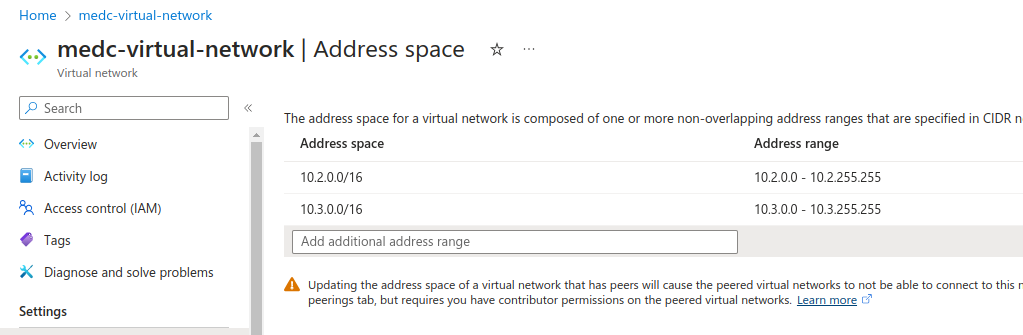 Home > medc-virtual-network
medc-virtual-network | Address space
Virtual network
Search
Overview
Activity log
Access control (IAM)
Tags
Diagnose and solve problems
Settings
The address space for a virtual network is composed of one or more non-overlapping address ranges that are specified in CIDR
Address space Address range
10.2.0.0/16 10.2.0.0 - 10.2.255.255
10.3.0.0/16 10.3.0.0 - 10.3.255.255
Add additional address range
Updating the address space of a virtual network that has peers will cause the peered virtual networks to not be able to connect to this
peerings tab, but requires you have contributor permissions on the peered virtual networks. Learn more